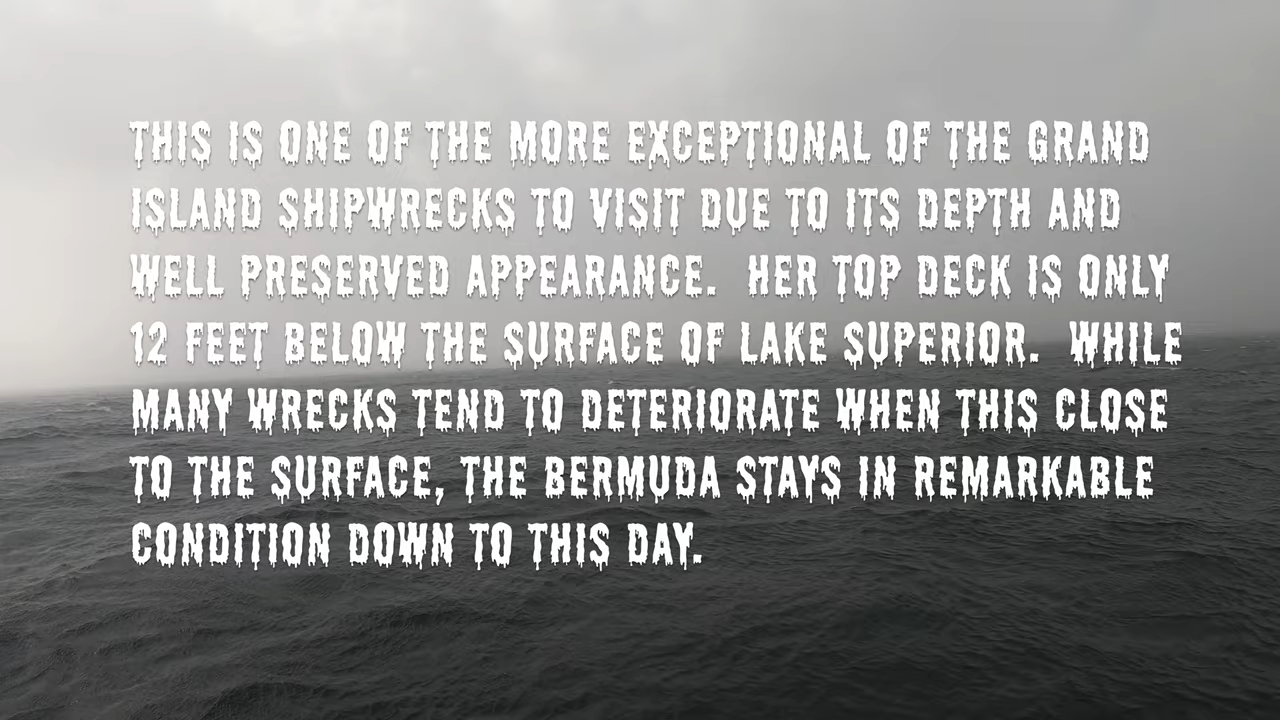 THIS IS ONE OF THE MORE EXCEPTIONAL OF THE GRAND
ISLAND SHIPWRECKS TO VISIT DUE TO ITS DEPTH AND
WELL PRESERVED APPEARANCE.  HER TOP DECK IS ONLY
12 FEET BELOW THE SURFACE OF LAKE SUPERIOR.  WHILE
MANY WRECKS TEND TO DETERIORATE WHEN THIS CLOSE
TO THE SURFACE, THE BERMUDA STAYS IN REMARKABLE
CONDITION DOWN TO THIS DAY.